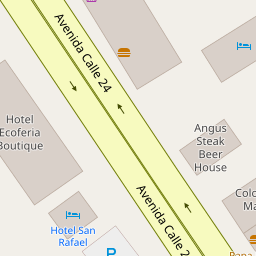 Avenida Calle 24
Hotel
Ecoferia
Boutique
Angus
Steak
Beer
House
Hotel San
Rafael
P
Avenida Calle 2